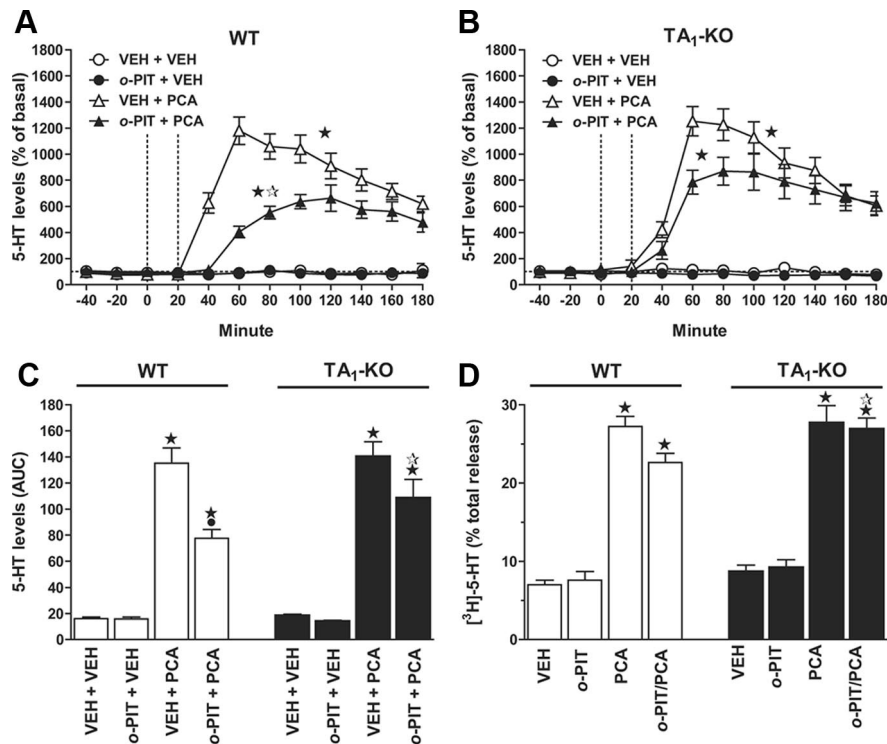 A
WT
1800
1600
1400
1200
1000
800
600
400
200
0
5-HT levels (% of basal)
VEH + VEH
o-PIT + VEH
VEH + PCA
o-PIT + PCA
★
★☆
-40 -20 0 20 40 60 80 100 120 140 160 180
Minute
B
TA₁-KO
1800
1600
1400
1200
1000
800
600
400
200
0
5-HT levels (% of basal)
VEH + VEH
o-PIT + VEH
VEH + PCA
o-PIT + PCA
★
★
-40 -20 0 20 40 60 80 100 120 140 160 180
Minute
C
WT
TA₁-KO
180
160
140
120
100
80
60
40
20
0
5-HT levels (AUC)
★
★
●
★
☆
★
VEH + VEH
o-PIT + VEH
VEH + PCA
o-PIT + PCA
VEH + VEH
o-PIT + VEH
VEH + PCA
o-PIT + PCA
D
WT
TA₁-KO
30
20
10
0
[³H]-5-HT (% total release)
★
★
★
☆
★
VEH
o-PIT
PCA
o-PIT/PCA
VEH
o-PIT
PCA
o-PIT/PCA